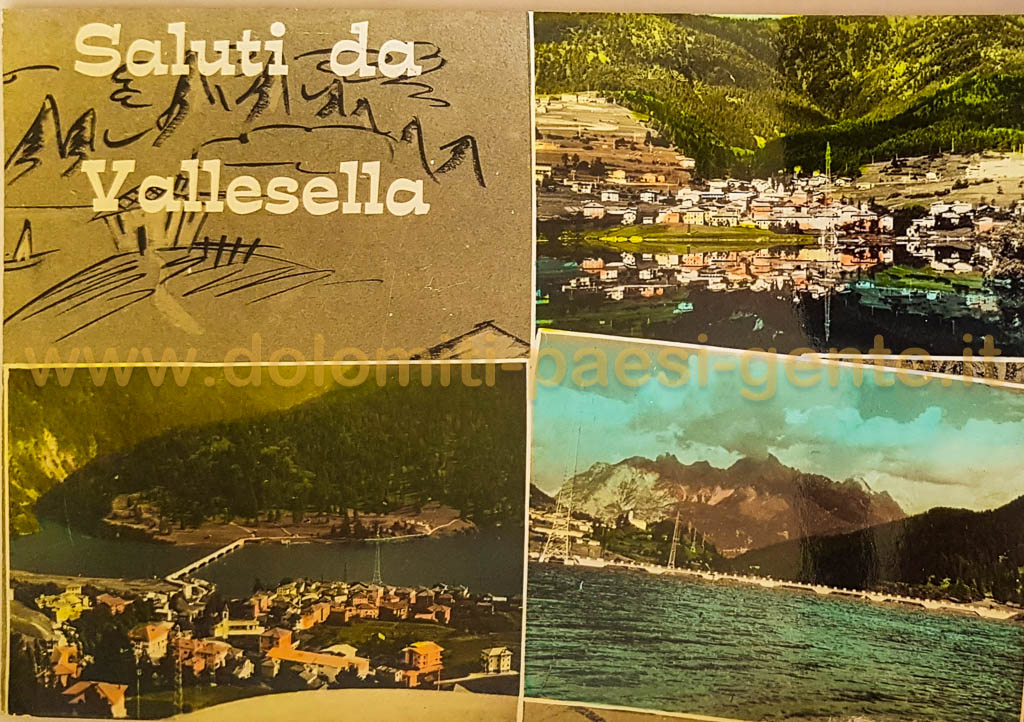 Saluti da
Vallesella
www.dolomiti-paesi-gente.it